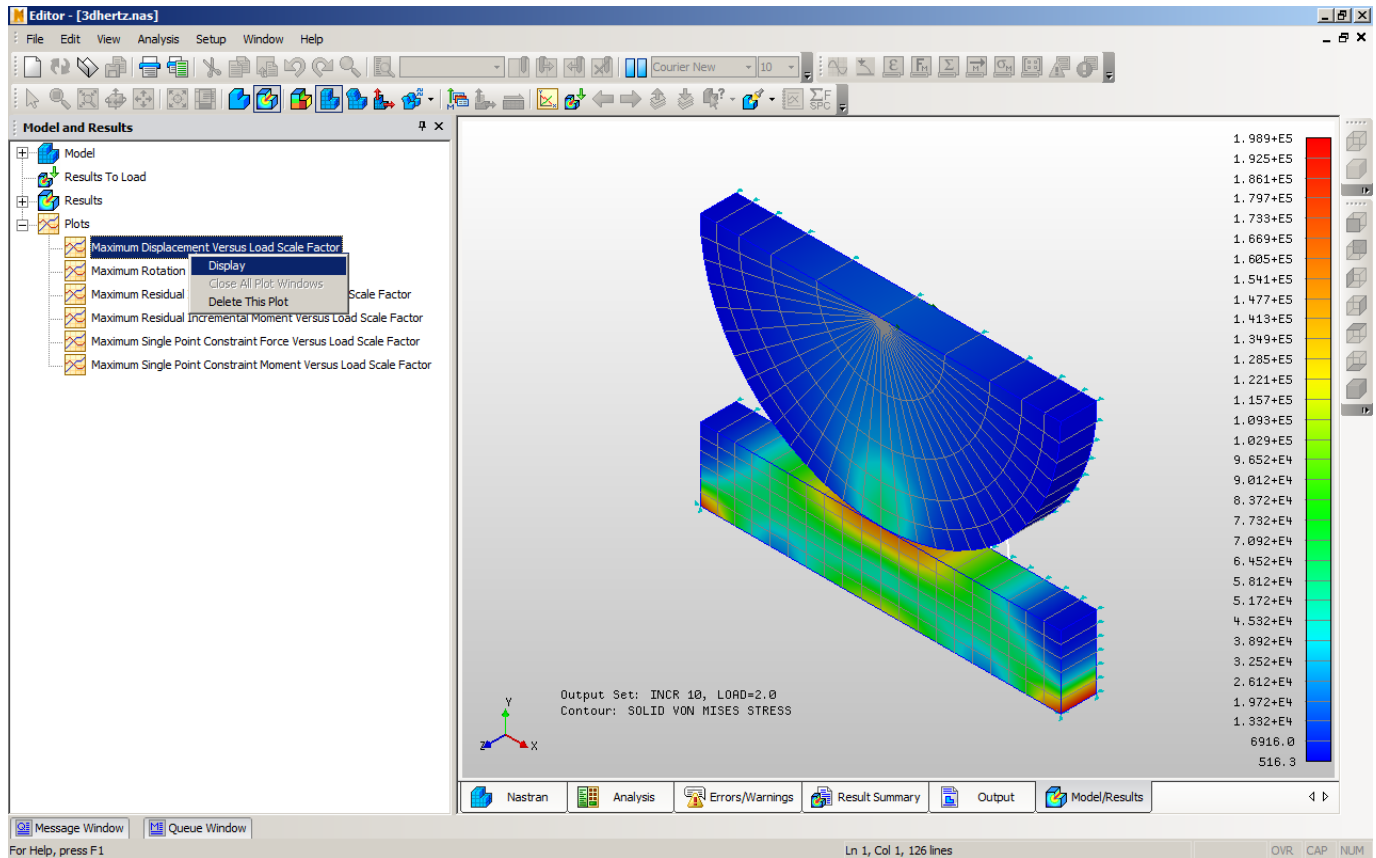 Editor - [3dhertz.nas]
File Edit View Analysis Setup Window Help
Courier New 10
ΣF
SPC
Model and Results
Model
Results To Load
Results
Plots
Maximum Displacement Versus Load Scale Factor
Display
Maximum Rotation
Close All Plot Windows
Maximum Residual Scale Factor
Delete This Plot
Maximum Residual Incremental Moment Versus Load Scale Factor
Maximum Single Point Constraint Force Versus Load Scale Factor
Maximum Single Point Constraint Moment Versus Load Scale Factor
1.989+E5
1.925+E5
1.861+E5
1.797+E5
1.733+E5
1.669+E5
1.605+E5
1.541+E5
1.477+E5
1.413+E5
1.349+E5
1.285+E5
1.221+E5
1.157+E5
1.093+E5
1.029+E5
9.652+E4
9.012+E4
8.372+E4
7.732+E4
7.092+E4
6.452+E4
5.812+E4
5.172+E4
4.532+E4
3.892+E4
3.252+E4
2.612+E4
1.972+E4
1.332+E4
6916.0
516.3
Output Set: INCR 10, LOAD=2.0
Contour: SOLID VON MISES STRESS
Y
Z X
Nastran Analysis Errors/Warnings Result Summary Output Model/Results
Message Window Queue Window
For Help, press F1 Ln 1, Col 1, 126 lines OVR CAP NUM